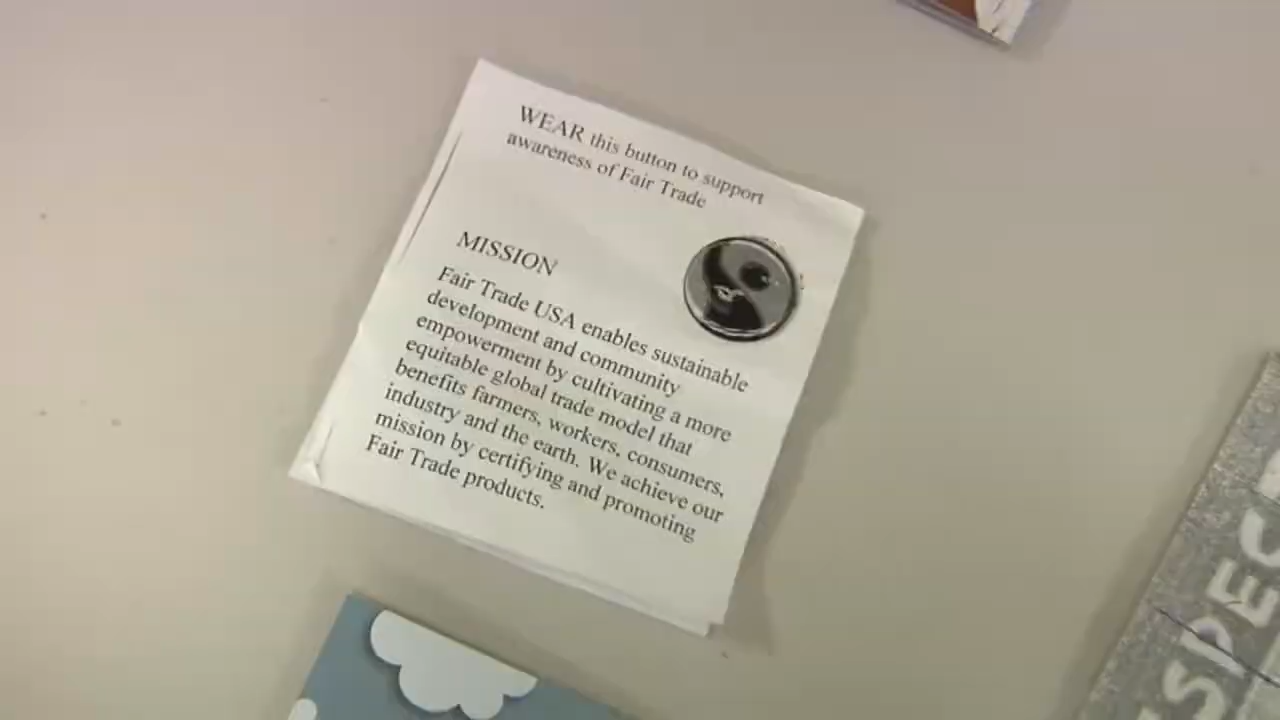 WEAR this button to support
awareness of Fair Trade
MISSION
Fair Trade USA enables sustainable
development and community
empowerment by cultivating a more
equitable global trade model that
benefits farmers, workers, consumers,
industry and the earth. We achieve our
mission by certifying and promoting
Fair Trade products.